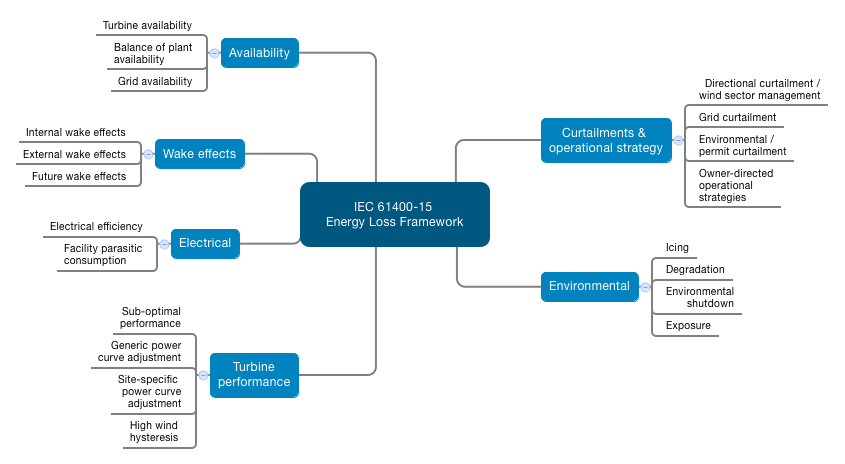 Turbine availability
Balance of plant
availability
Grid availability
Availability
Internal wake effects
External wake effects
Future wake effects
Wake effects
Electrical efficiency
Facility parasitic
consumption
Electrical
Sub-optimal
performance
Generic power
curve adjustment
Site-specific
power curve
adjustment
High wind
hysteresis
Turbine
performance
IEC 61400-15
Energy Loss Framework
Curtailments &
operational strategy
Directional curtailment /
wind sector management
Grid curtailment
Environmental /
permit curtailment
Owner-directed
operational
strategies
Environmental
Icing
Degradation
Environmental
shutdown
Exposure